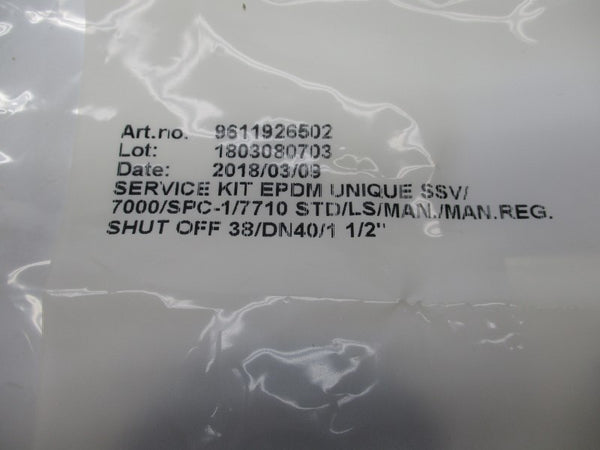 Art.no. 9611926502
Lot: 1803080703
Date: 2018/03/09
SERVICE KIT EPDM UNIQUE SSV/
7000/SPC-1/7710 STD/LS/MAN./MAN.REG.
SHUT OFF 38/DN40/1 1/2"